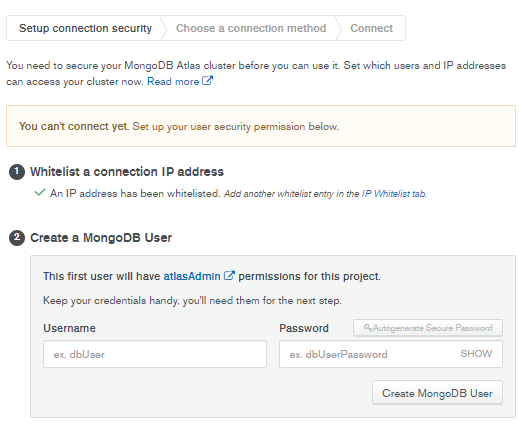 Setup connection security Choose a connection method Connect
You need to secure your MongoDB Atlas cluster before you can use it. Set which users and IP addresses
can access your cluster now. Read more
You can't connect yet. Set up your user security permission below.
1 Whitelist a connection IP address
An IP address has been whitelisted. Add another whitelist entry in the IP Whitelist tab.
2 Create a MongoDB User
This first user will have atlasAdmin permissions for this project.
Keep your credentials handy, you'll need them for the next step.
Username Password Autogenerate Secure Password
ex. dbUser ex. dbUserPassword SHOW
Create MongoDB User